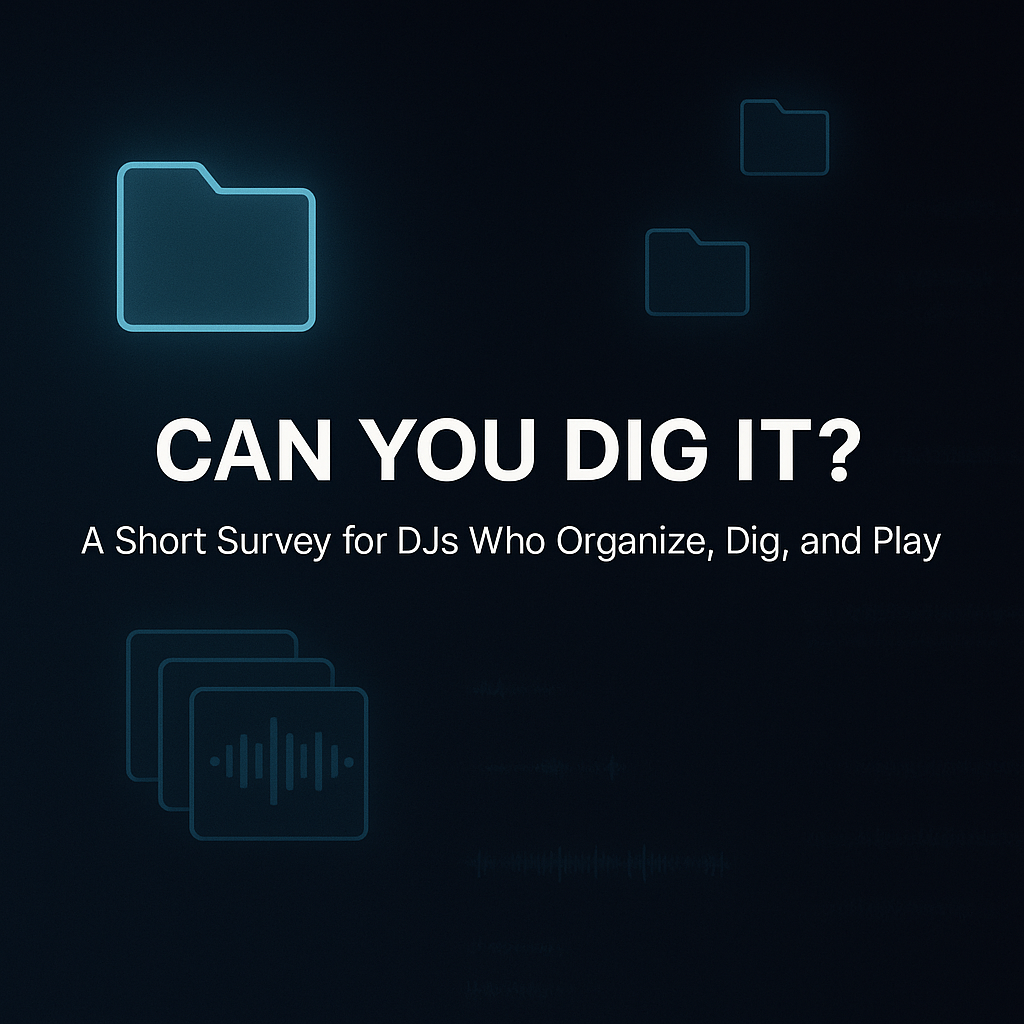 CAN YOU DIG IT?
A Short Survey for DJs Who Organize, Dig, and Play